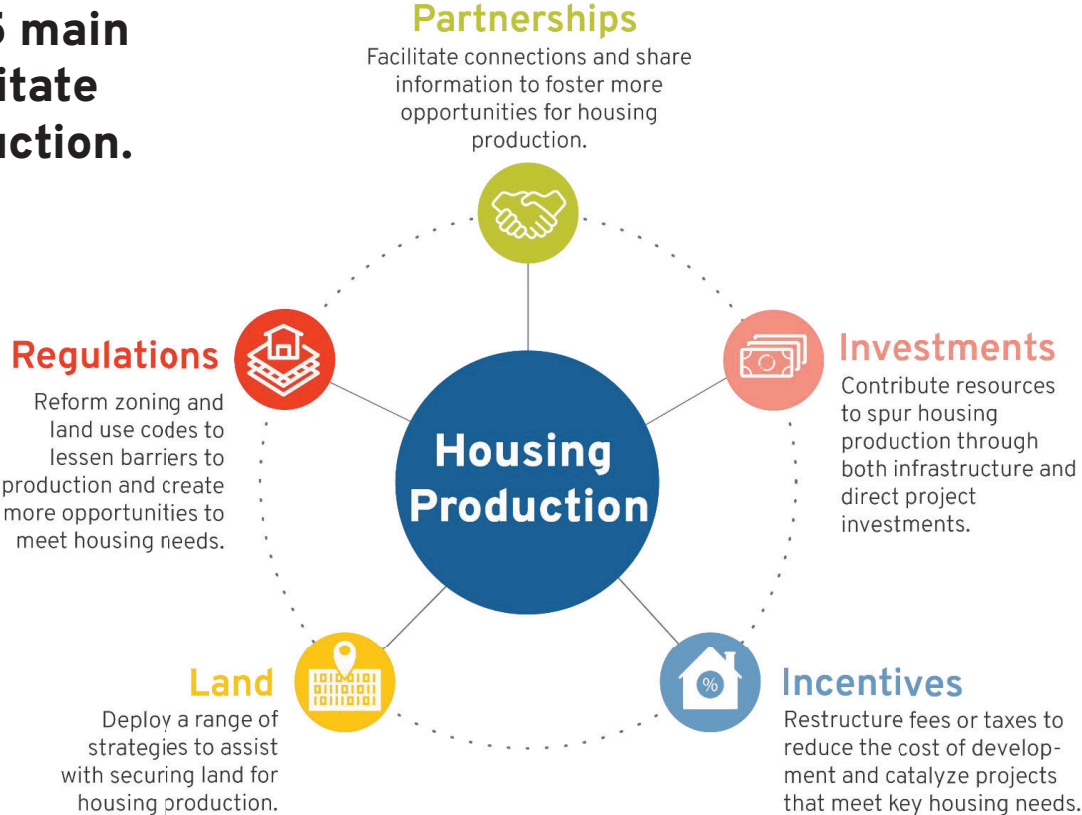 5 main
itate
uction.
Partnerships
Facilitate connections and share
information to foster more
opportunities for housing
production.
Regulations
Reform zoning and
land use codes to
lessen barriers to
production and create
more opportunities to
meet housing needs.
Investments
Contribute resources
to spur housing
production through
both infrastructure and
direct project
investments.
Housing
Production
Land
Deploy a range of
strategies to assist
with securing land for
housing production.
%
Incentives
Restructure fees or taxes to
reduce the cost of develop-
ment and catalyze projects
that meet key housing needs.